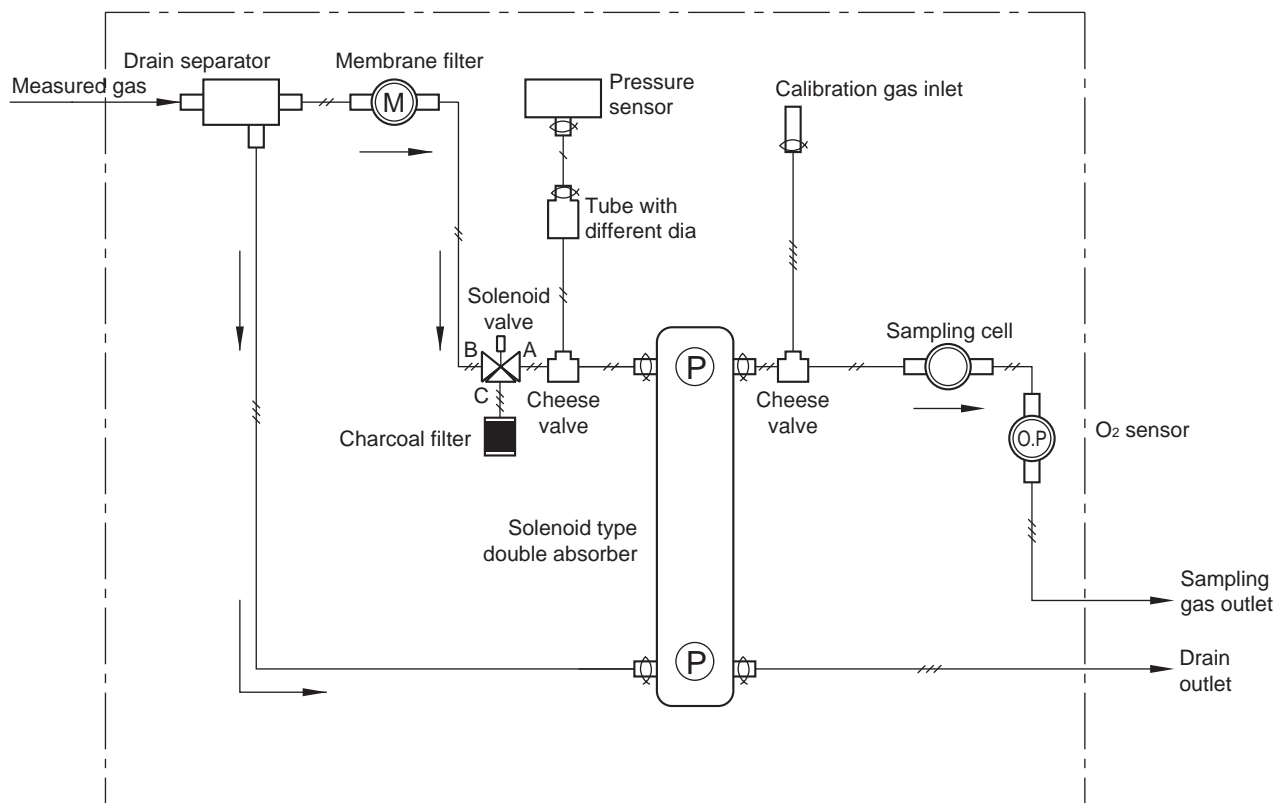 Drain separator
Membrane filter
Measured gas
M
Pressure
sensor
Calibration gas inlet
Tube with
different dia
Solenoid
valve
B
A
C
Cheese
valve
Charcoal filter
P
Cheese
valve
Sampling cell
O.P
O2 sensor
Solenoid type
double absorber
P
Sampling
gas outlet
Drain
outlet